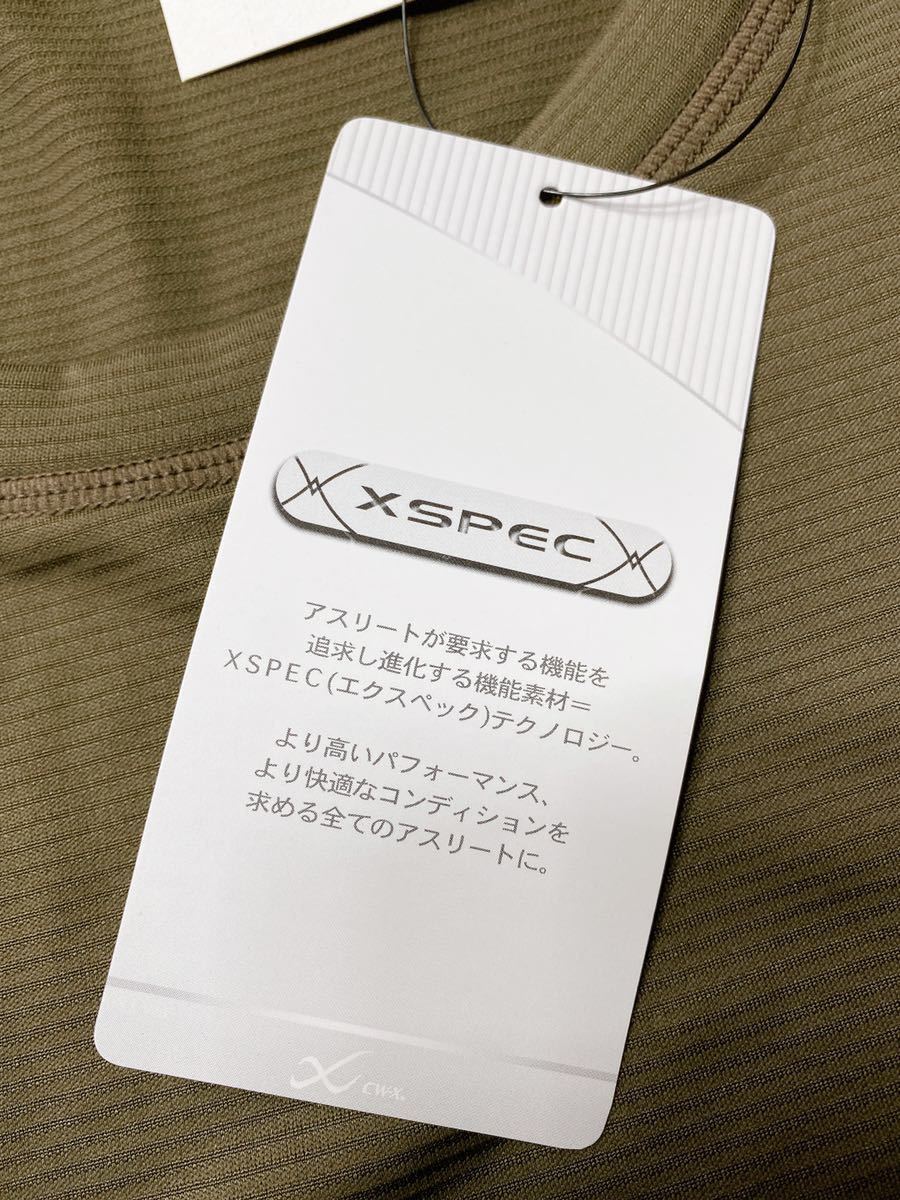 XSPEC
アスリートが要求する機能を
追求し進化する機能素材＝
ＸＳＰＥＣ(エクスペック)テクノロジー。
より高いパフォーマンス、
より快適なコンディションを
求める全てのアスリートに。
CW-X®